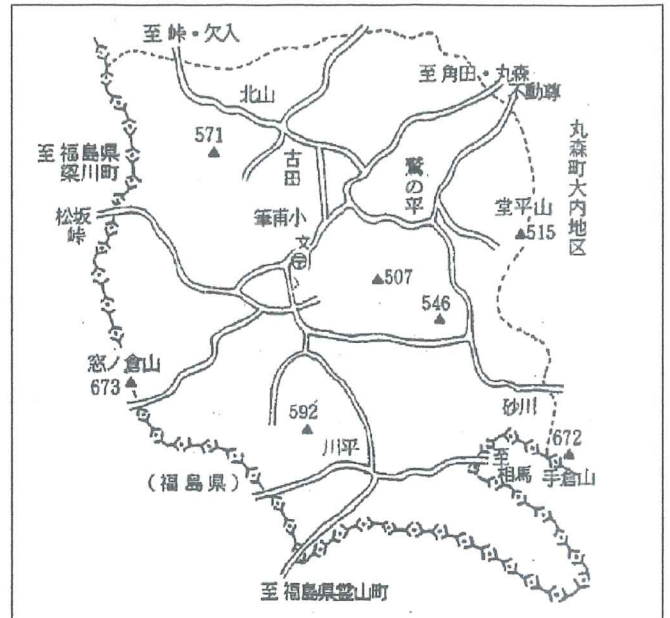 至 峠・欠入
至 角田・丸森
不動尊
北山
571
至 福島県
梁川町
古田
鷲の平
丸森町大内地区
松坂
峠
筆甫小
文
堂平山
515
507
546
窓ノ倉山
673
592
川平
砂川
672
手倉山
至
相馬
(福島県)
至 福島県霊山町